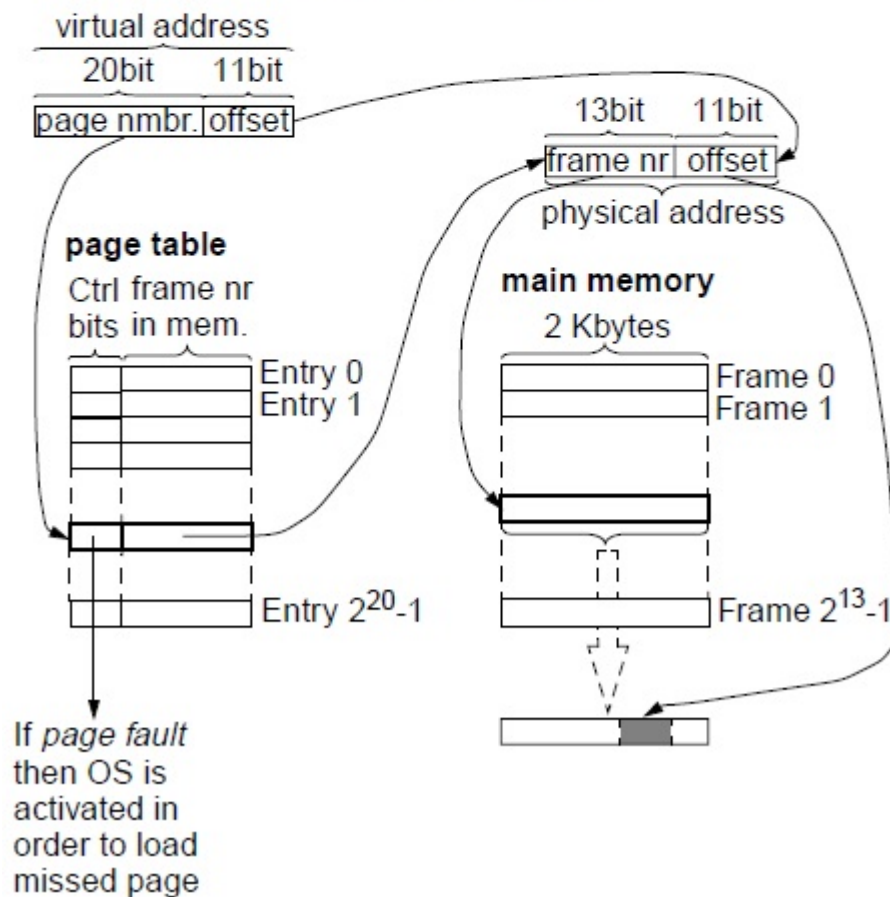 virtual address
20bit 11bit
page nmbr. offset
13bit 11bit
frame nr offset
physical address
page table
Ctrl frame nr
bits in mem.
Entry 0
Entry 1
Entry 2^20-1
main memory
2 Kbytes
Frame 0
Frame 1
Frame 2^13-1
If page fault
then OS is
activated in
order to load
missed page